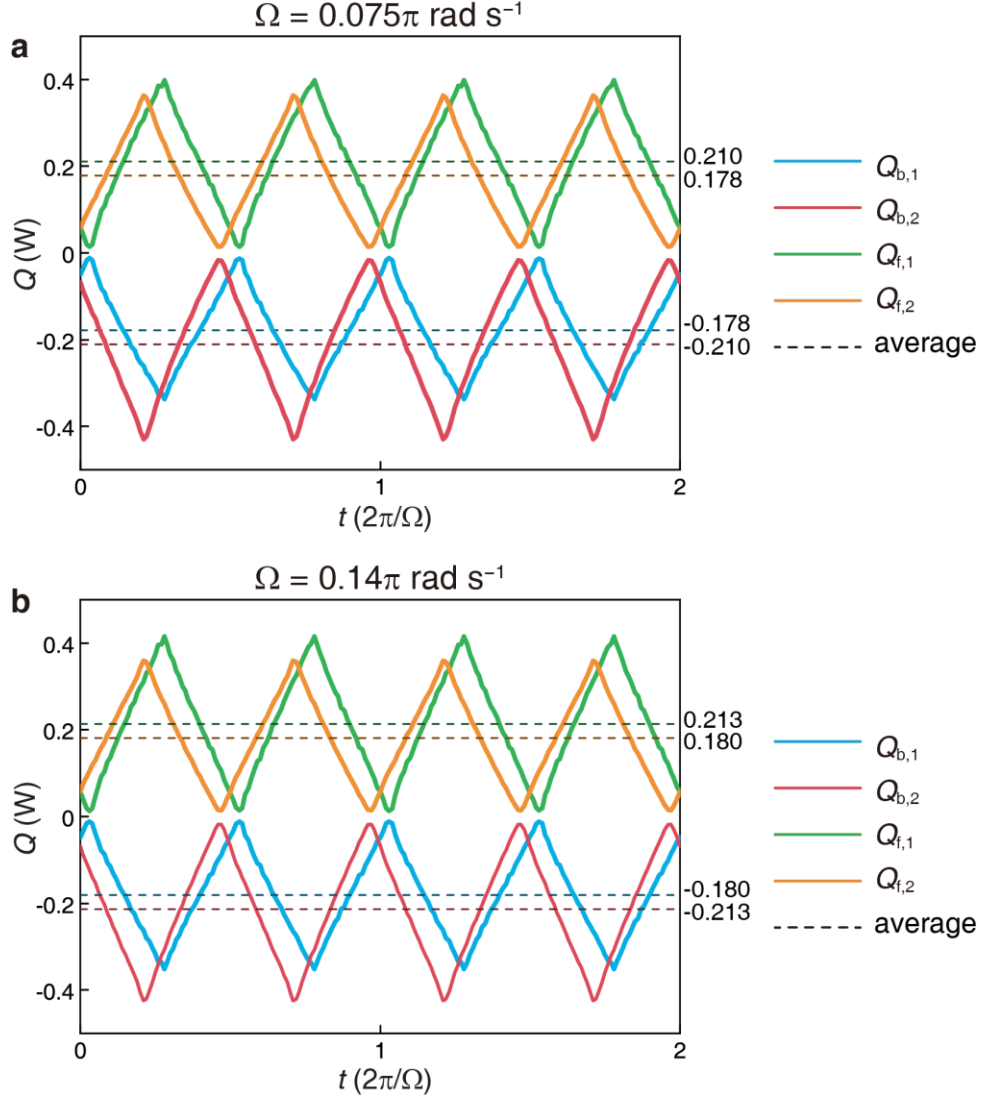 Ω = 0.075π rad s⁻¹
a
0.4
0.2
0
-0.2
-0.4
Q (W)
0.210
0.178
-0.178
-0.210
Q_b,1
Q_b,2
Q_f,1
Q_f,2
average
0
1
2
t (2π/Ω)
Ω = 0.14π rad s⁻¹
b
0.4
0.2
0
-0.2
-0.4
Q (W)
0.213
0.180
-0.180
-0.213
Q_b,1
Q_b,2
Q_f,1
Q_f,2
average
0
1
2
t (2π/Ω)